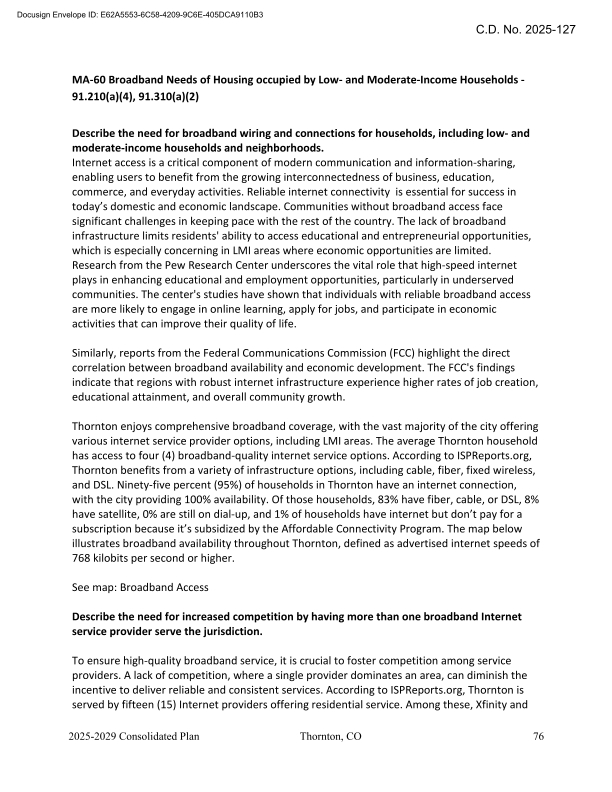 Docusign Envelope ID: E62A5553-6C58-4209-9C6E-405DCA9110B3
C.D. No. 2025-127
MA-60 Broadband Needs of Housing occupied by Low- and Moderate-Income Households -
91.210(a)(4), 91.310(a)(2)
Describe the need for broadband wiring and connections for households, including low- and
moderate-income households and neighborhoods.
Internet access is a critical component of modern communication and information-sharing,
enabling users to benefit from the growing interconnectedness of business, education,
commerce, and everyday activities. Reliable internet connectivity  is essential for success in
today’s domestic and economic landscape. Communities without broadband access face
significant challenges in keeping pace with the rest of the country. The lack of broadband
infrastructure limits residents' ability to access educational and entrepreneurial opportunities,
which is especially concerning in LMI areas where economic opportunities are limited.
Research from the Pew Research Center underscores the vital role that high-speed internet
plays in enhancing educational and employment opportunities, particularly in underserved
communities. The center's studies have shown that individuals with reliable broadband access
are more likely to engage in online learning, apply for jobs, and participate in economic
activities that can improve their quality of life.
Similarly, reports from the Federal Communications Commission (FCC) highlight the direct
correlation between broadband availability and economic development. The FCC's findings
indicate that regions with robust internet infrastructure experience higher rates of job creation,
educational attainment, and overall community growth.
Thornton enjoys comprehensive broadband coverage, with the vast majority of the city offering
various internet service provider options, including LMI areas. The average Thornton household
has access to four (4) broadband-quality internet service options. According to ISPReports.org,
Thornton benefits from a variety of infrastructure options, including cable, fiber, fixed wireless,
and DSL. Ninety-five percent (95%) of households in Thornton have an internet connection,
with the city providing 100% availability. Of those households, 83% have fiber, cable, or DSL, 8%
have satellite, 0% are still on dial-up, and 1% of households have internet but don’t pay for a
subscription because it’s subsidized by the Affordable Connectivity Program. The map below
illustrates broadband availability throughout Thornton, defined as advertised internet speeds of
768 kilobits per second or higher.
See map: Broadband Access
Describe the need for increased competition by having more than one broadband Internet
service provider serve the jurisdiction.
To ensure high-quality broadband service, it is crucial to foster competition among service
providers. A lack of competition, where a single provider dominates an area, can diminish the
incentive to deliver reliable and consistent services. According to ISPReports.org, Thornton is
served by fifteen (15) Internet providers offering residential service. Among these, Xfinity and
2025-2029 Consolidated Plan
Thornton, CO
76